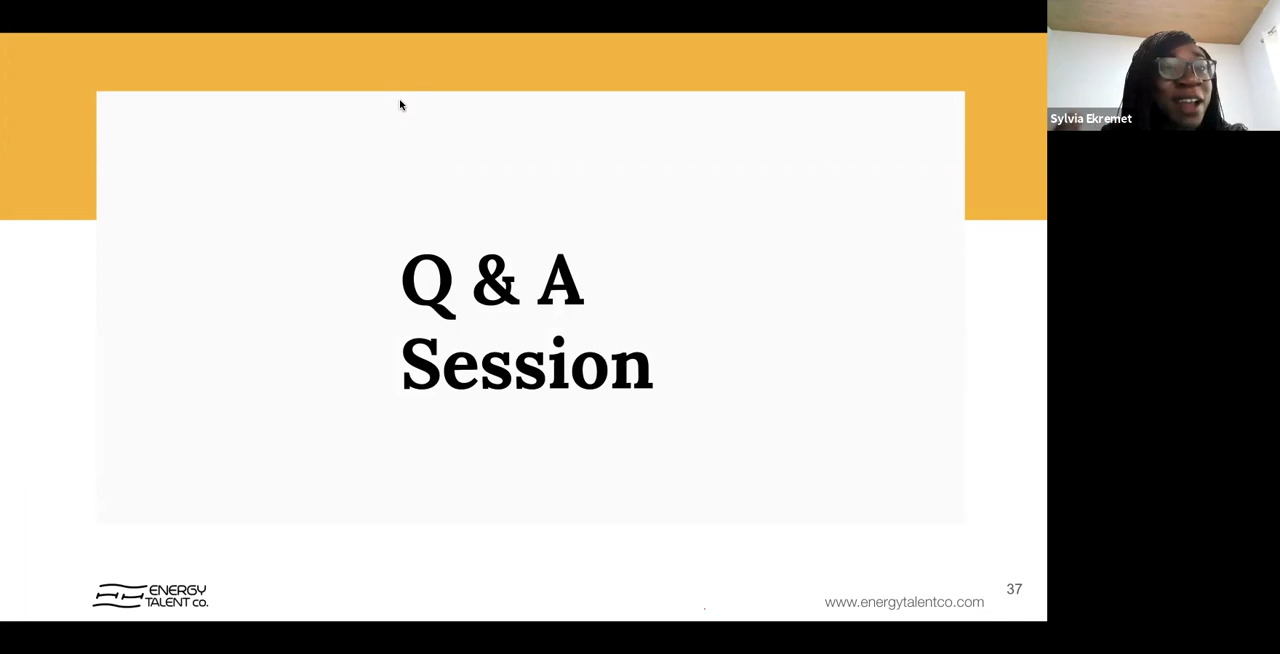 Sylvia Ekremet
Q & A
Session
ENERGY
TALENT CO.
www.energytalentco.com
37